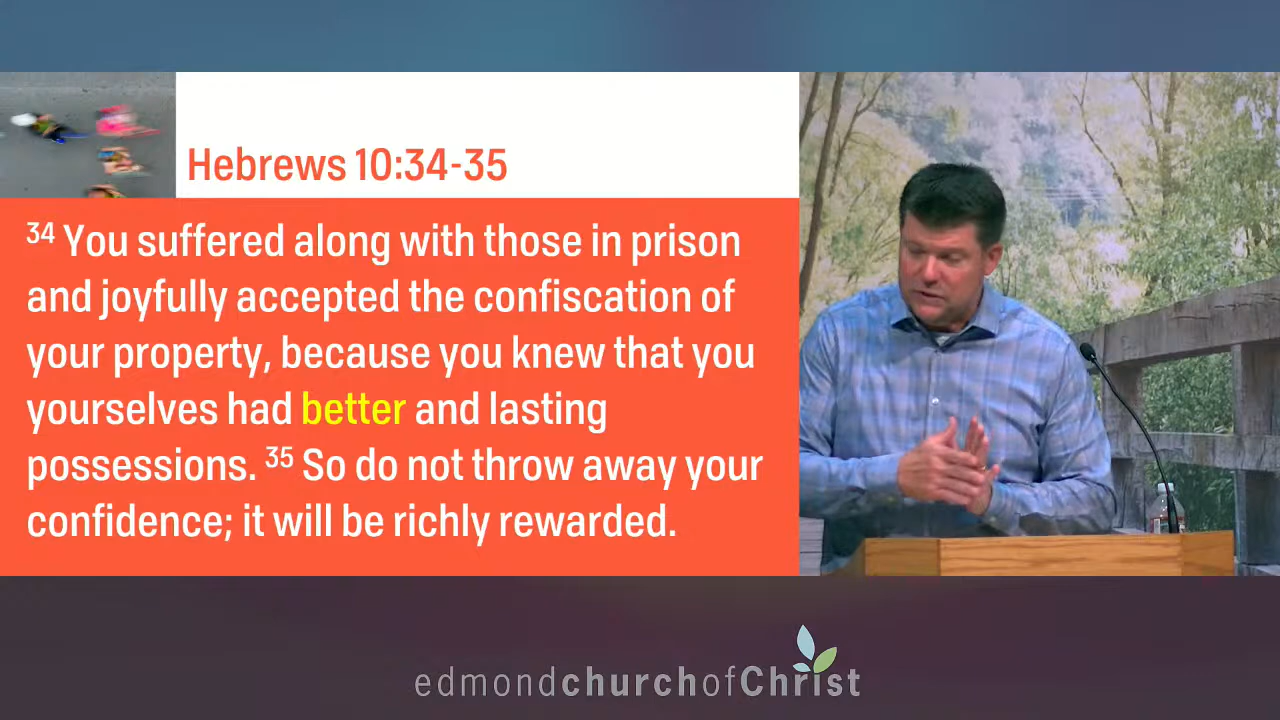 Hebrews 10:34-35
34 You suffered along with those in prison
and joyfully accepted the confiscation of
your property, because you knew that you
yourselves had better and lasting
possessions. 35 So do not throw away your
confidence; it will be richly rewarded.
edmondchurchofChrist